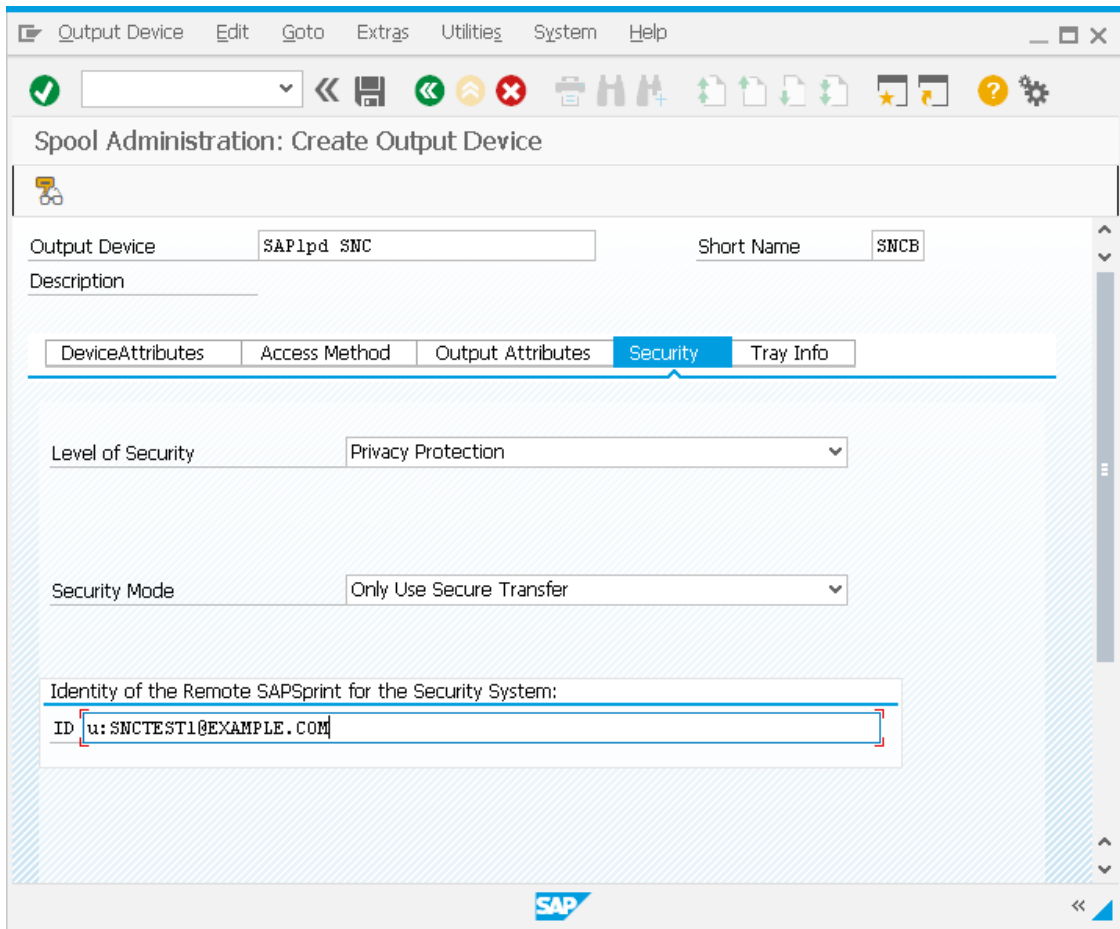 Output Device Edit Goto Extras Utilities System Help
Spool Administration: Create Output Device
Output Device SAPlpd SNC Short Name SNCB
Description
DeviceAttributes Access Method Output Attributes Security Tray Info
Level of Security Privacy Protection
Security Mode Only Use Secure Transfer
Identity of the Remote SAPSprint for the Security System:
ID u:SNCTEST1@EXAMPLE.COM
SAP